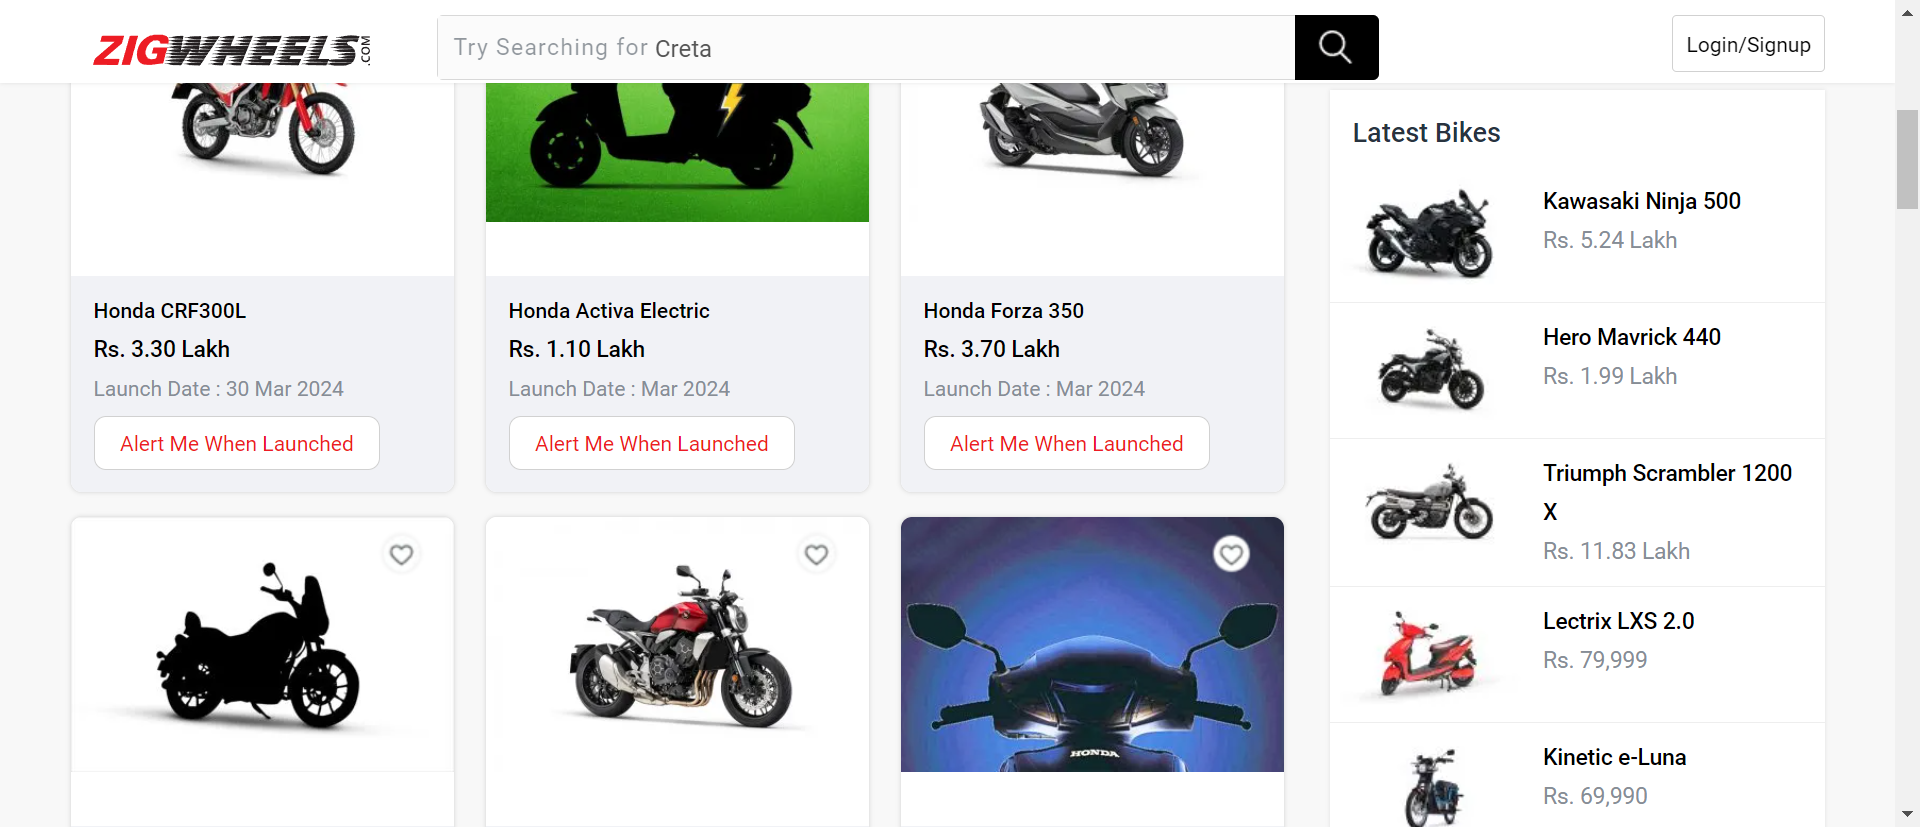 ZIGWHEELS.COM
Try Searching for Creta
Login/Signup
Honda CRF300L
Rs. 3.30 Lakh
Launch Date : 30 Mar 2024
Alert Me When Launched
Honda Activa Electric
Rs. 1.10 Lakh
Launch Date : Mar 2024
Alert Me When Launched
Honda Forza 350
Rs. 3.70 Lakh
Launch Date : Mar 2024
Alert Me When Launched
HONDA
Latest Bikes
Kawasaki Ninja 500
Rs. 5.24 Lakh
Hero Mavrick 440
Rs. 1.99 Lakh
Triumph Scrambler 1200
X
Rs. 11.83 Lakh
Lectrix LXS 2.0
Rs. 79,999
Kinetic e-Luna
Rs. 69,990